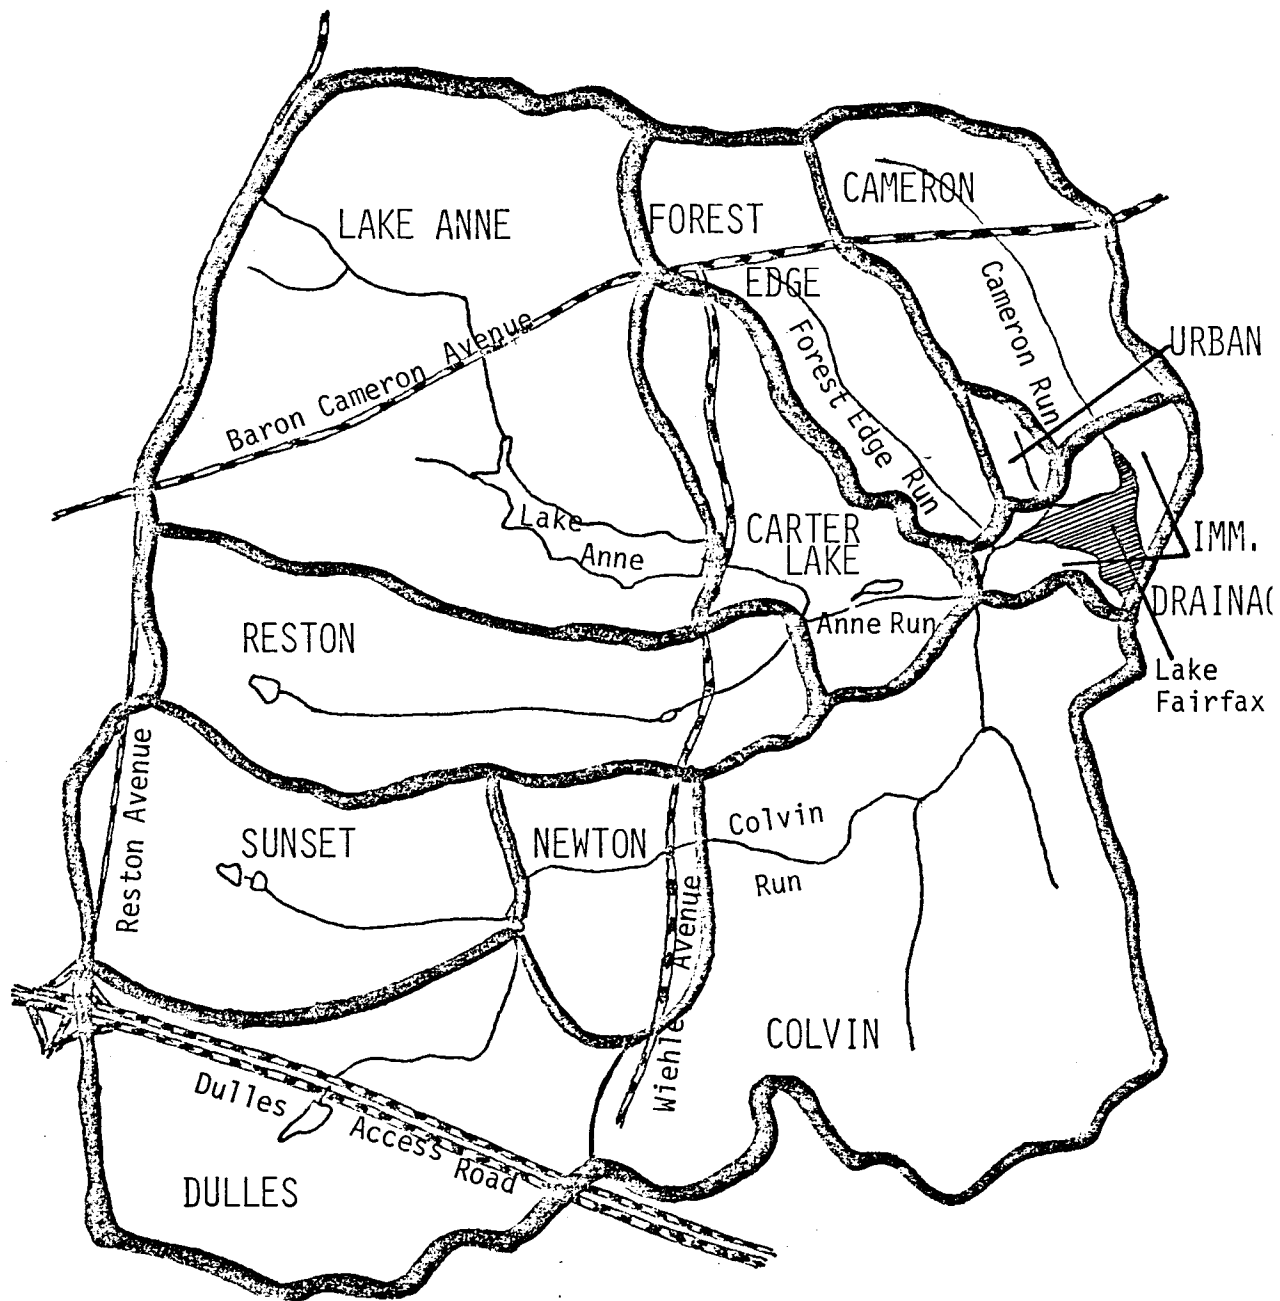 CAMERON
LAKE ANNE
FOREST
EDGE
Cameron Run
URBAN
Baron Cameron Avenue
Forest Edge Run
Lake
Anne
CARTER
LAKE
IMM.
DRAINAG
Anne Run
RESTON
Lake
Fairfax
Reston Avenue
SUNSET
NEWTON
Colvin
Run
Wiehle Avenue
COLVIN
Dulles Access Road
DULLES